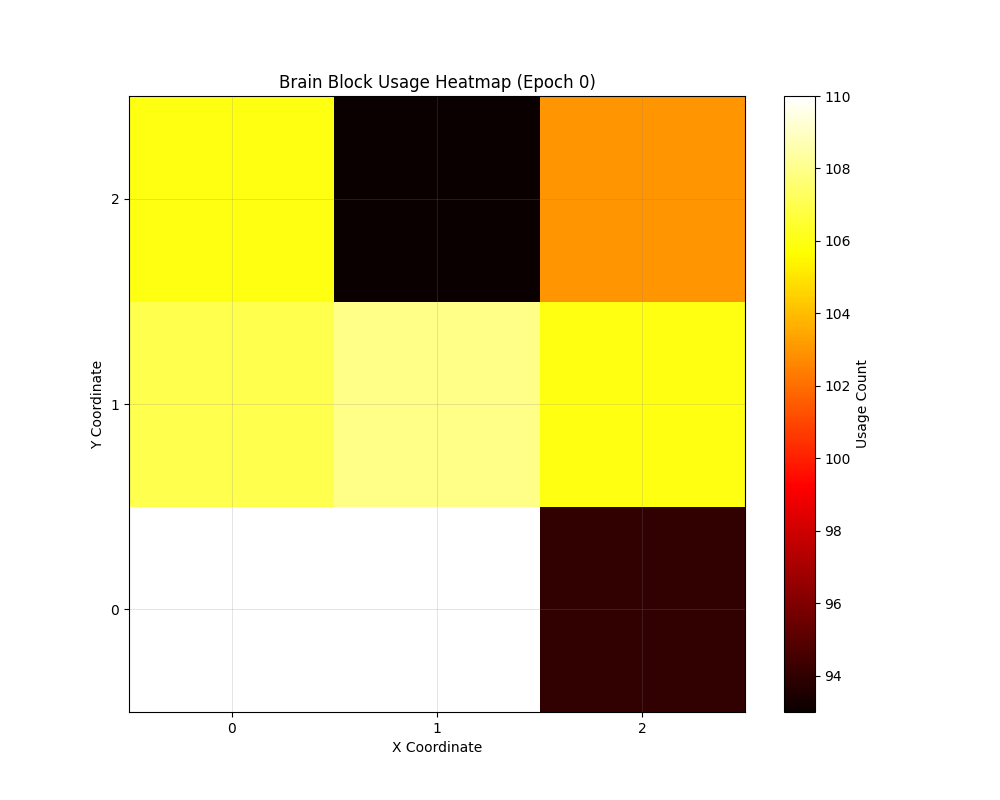 Brain Block Usage Heatmap (Epoch 0)
Y Coordinate
2
1
0
0 1 2
X Coordinate
110
108
106
104
102
100
98
96
94
Usage Count